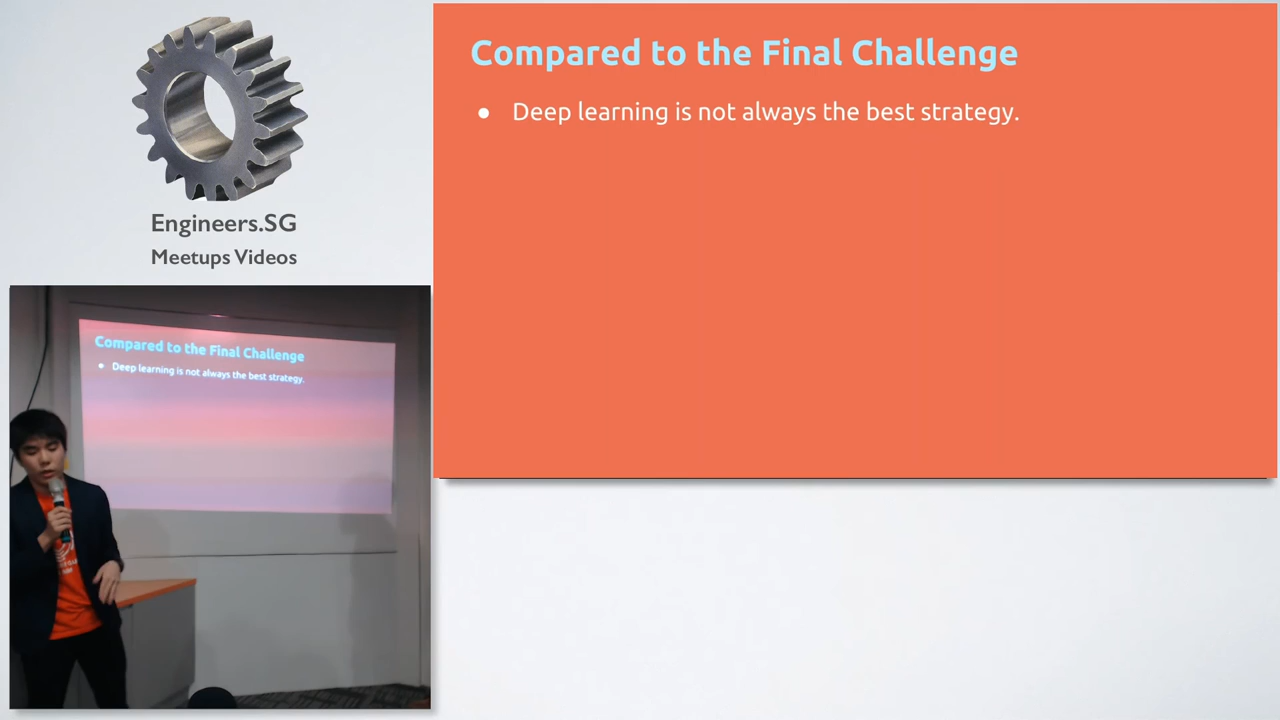 Engineers.SG
Meetups Videos
Compared to the Final Challenge
● Deep learning is not always the best strategy.
Compared to the Final Challenge
● Deep learning is not always the best strategy.